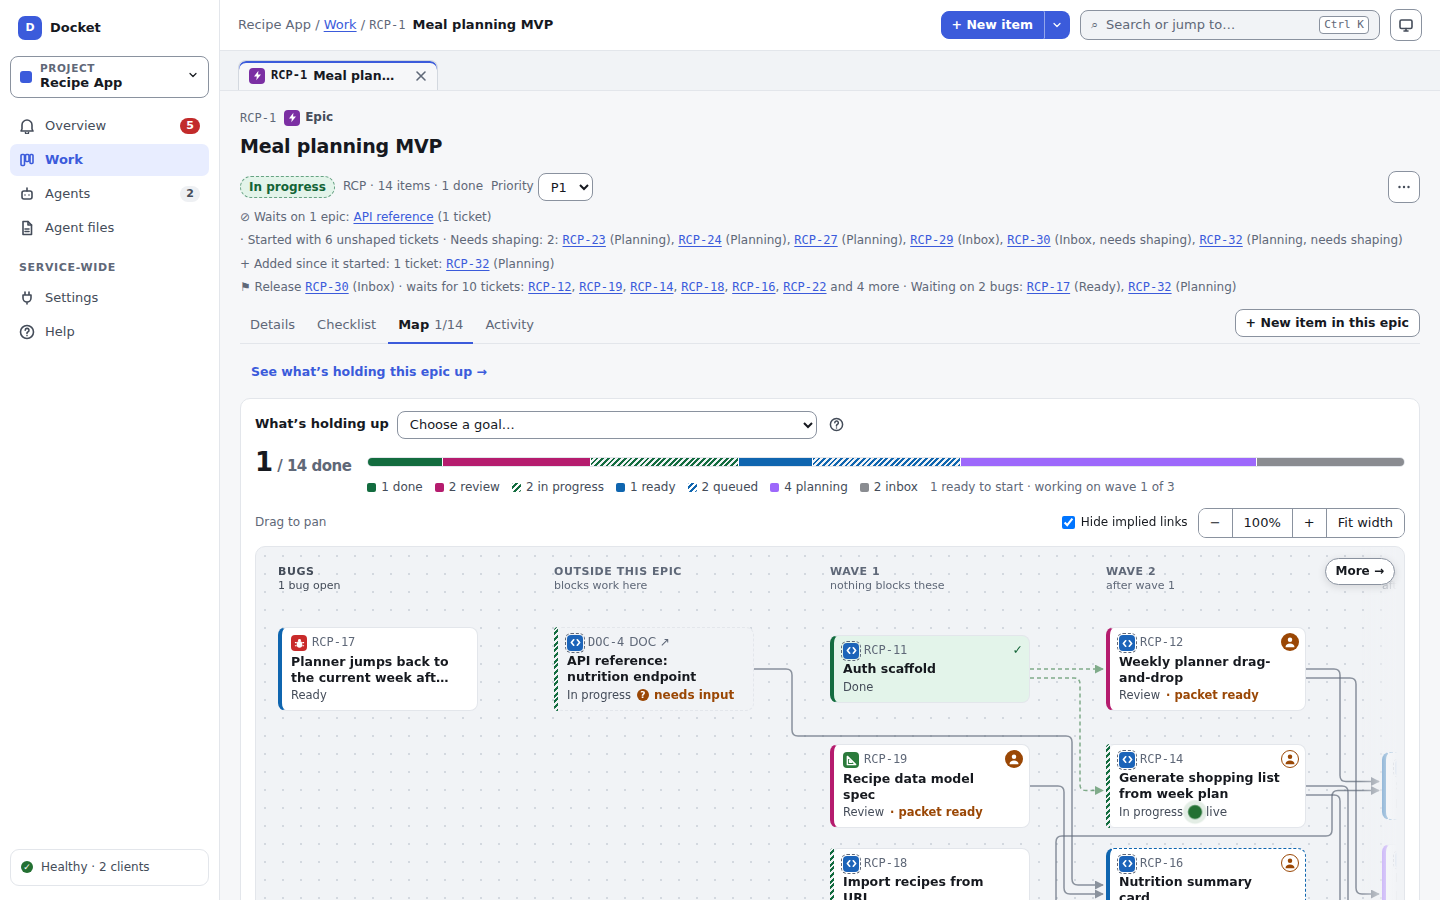 D Docket
PROJECT
Recipe App
Overview 5
Work
Agents 2
Agent files
SERVICE-WIDE
Settings
Help
Healthy · 2 clients
Recipe App / Work / RCP-1 Meal planning MVP
+ New item
Search or jump to…
Ctrl K
RCP-1 Meal plan…
RCP-1 Epic
Meal planning MVP
In progress RCP · 14 items · 1 done Priority P1
⊘ Waits on 1 epic: API reference (1 ticket)
· Started with 6 unshaped tickets · Needs shaping: 2: RCP-23 (Planning), RCP-24 (Planning), RCP-27 (Planning), RCP-29 (Inbox), RCP-30 (Inbox, needs shaping), RCP-32 (Planning, needs shaping)
+ Added since it started: 1 ticket: RCP-32 (Planning)
⚑ Release RCP-30 (Inbox) · waits for 10 tickets: RCP-12, RCP-19, RCP-14, RCP-18, RCP-16, RCP-22 and 4 more · Waiting on 2 bugs: RCP-17 (Ready), RCP-32 (Planning)
Details Checklist Map 1/14 Activity
+ New item in this epic
See what’s holding this epic up →
What’s holding up Choose a goal…
1 / 14 done
1 done 2 review 2 in progress 1 ready 2 queued 4 planning 2 inbox 1 ready to start · working on wave 1 of 3
Drag to pan
Hide implied links
− 100% + Fit width
BUGS
1 bug open
OUTSIDE THIS EPIC
blocks work here
WAVE 1
nothing blocks these
WAVE 2
after wave 1
More →
RCP-17
Planner jumps back to
the current week aft…
Ready
DOC-4 DOC ↗
API reference:
nutrition endpoint
In progress ? needs input
RCP-11 ✓
Auth scaffold
Done
RCP-12
Weekly planner drag-
and-drop
Review · packet ready
RCP-19
Recipe data model
spec
Review · packet ready
RCP-14
Generate shopping list
from week plan
In progress live
RCP-18
Import recipes from
URL
RCP-16
Nutrition summary
card